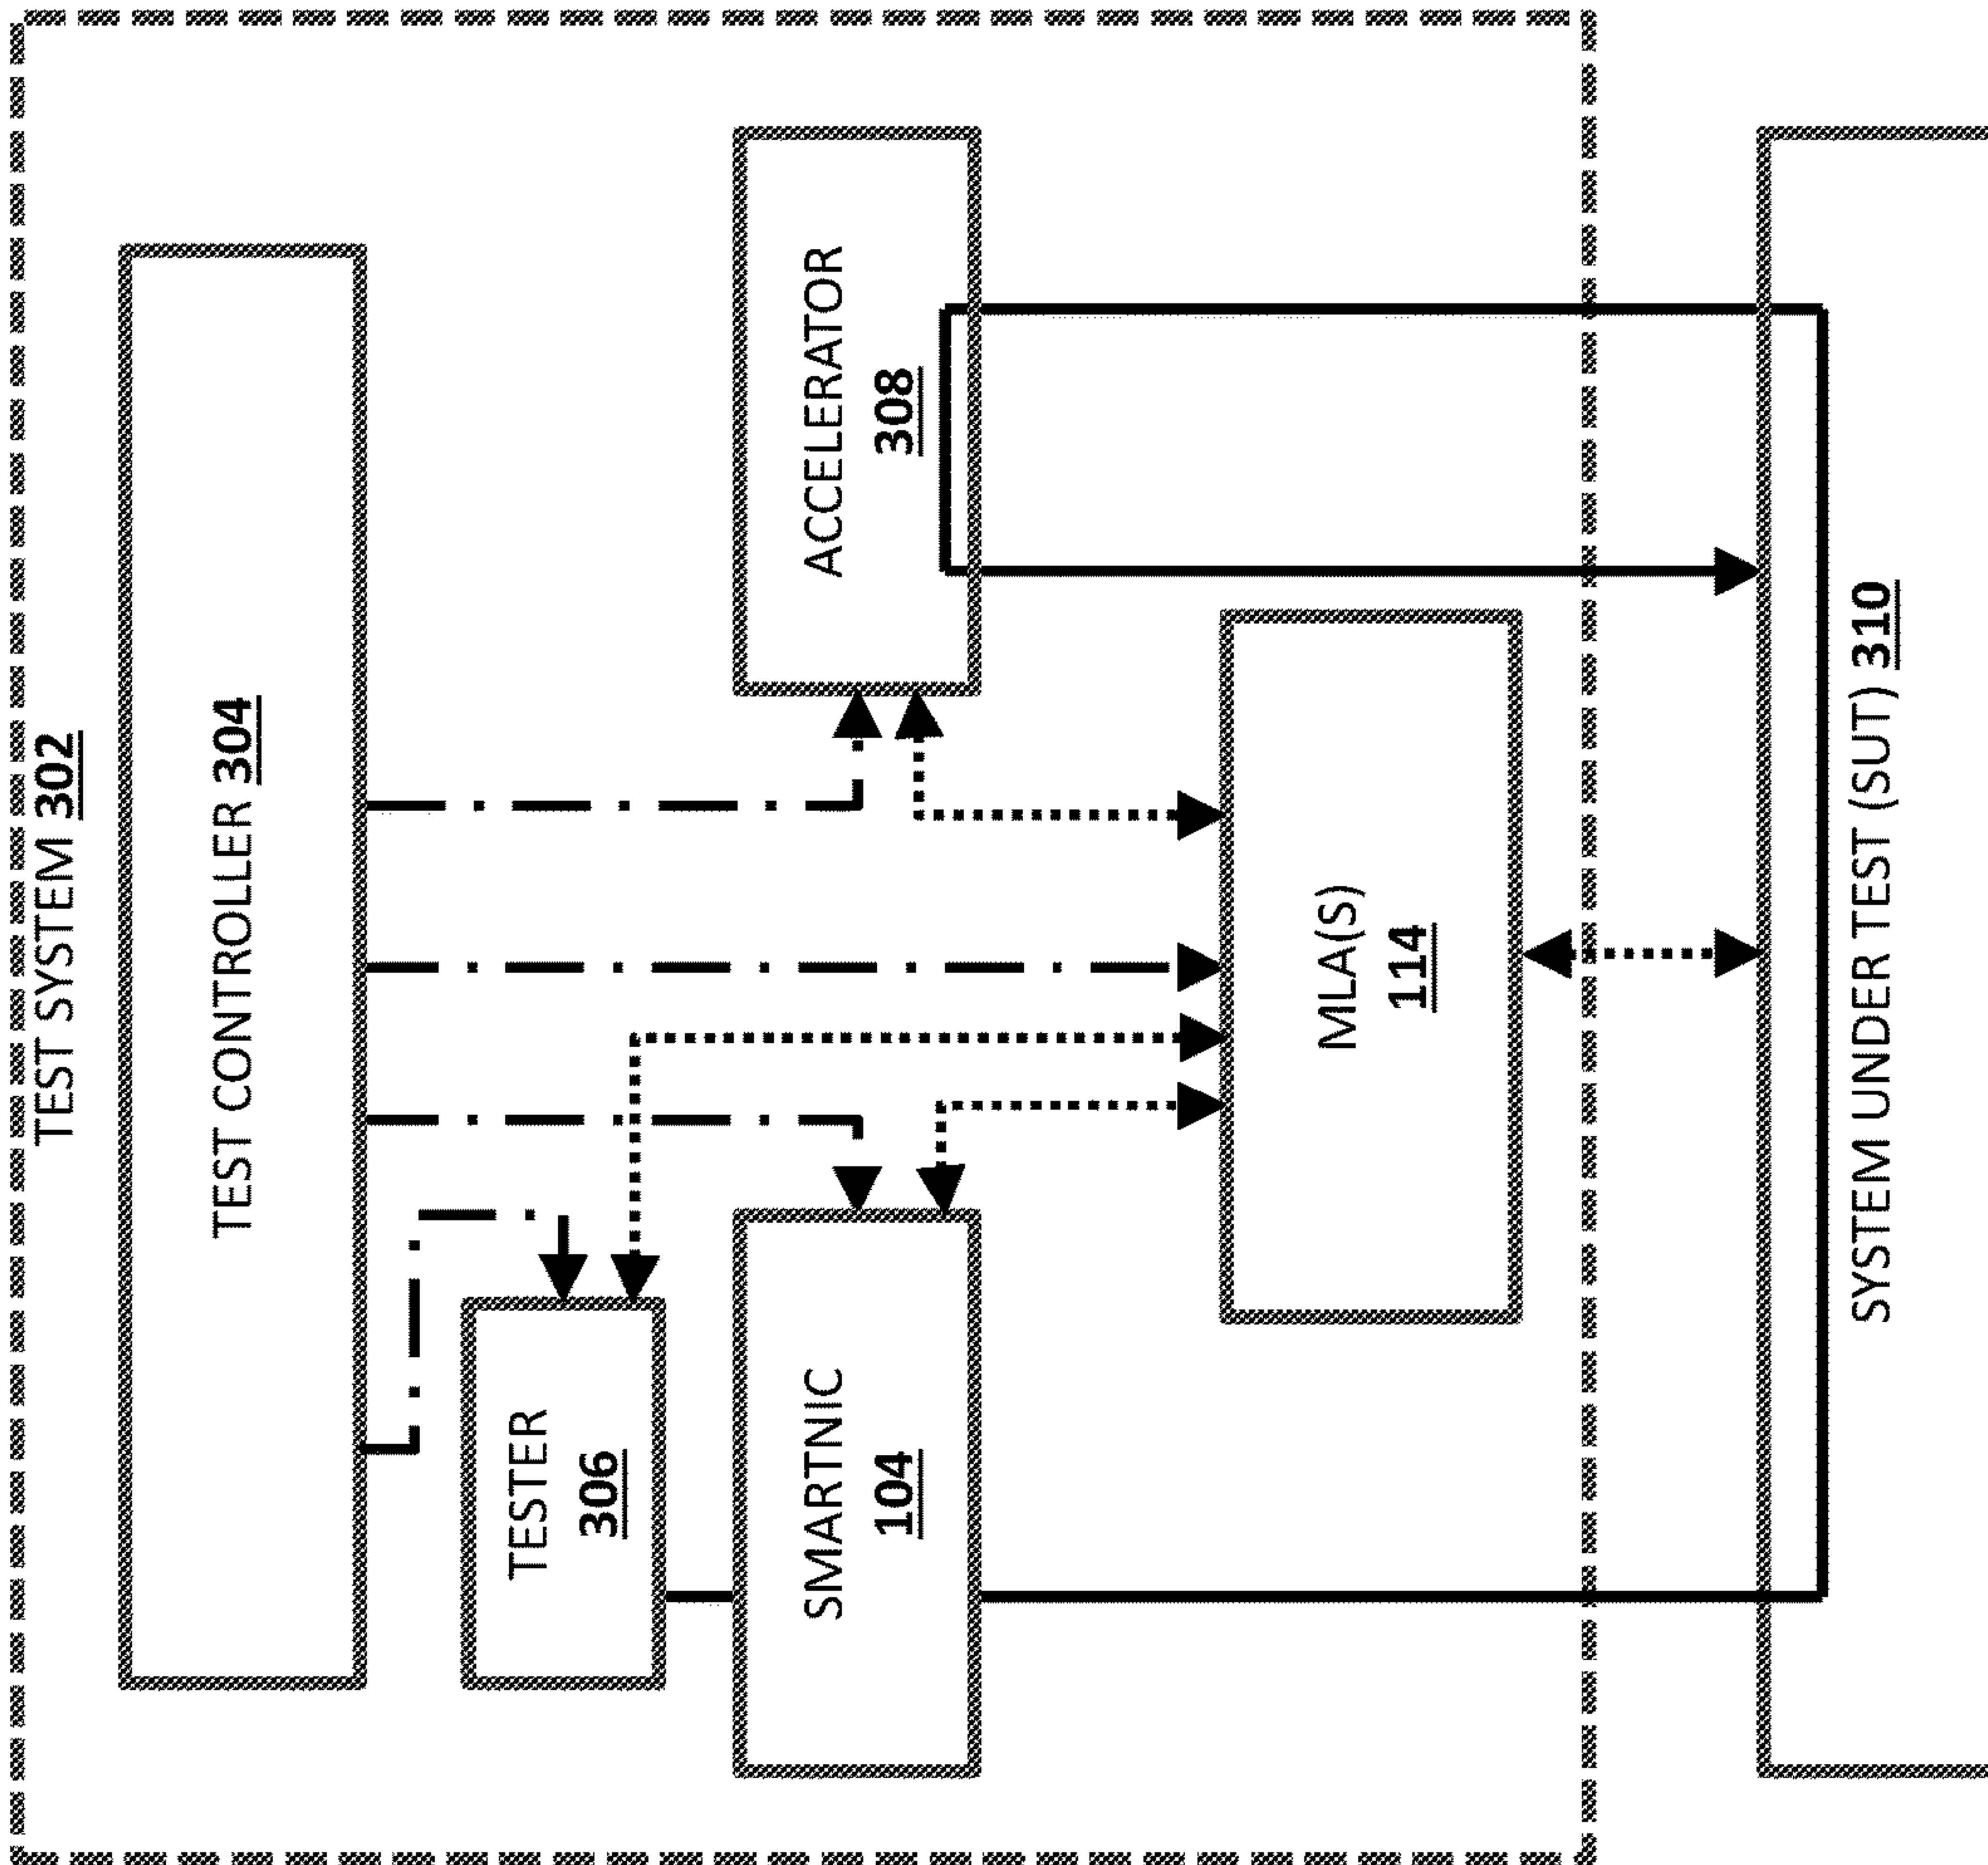 TEST SYSTEM 302
TEST CONTROLLER 304
TESTER
306
SMARTNIC
104
ACCELERATOR
308
MLA(S)
114
SYSTEM UNDER TEST (SUT) 310